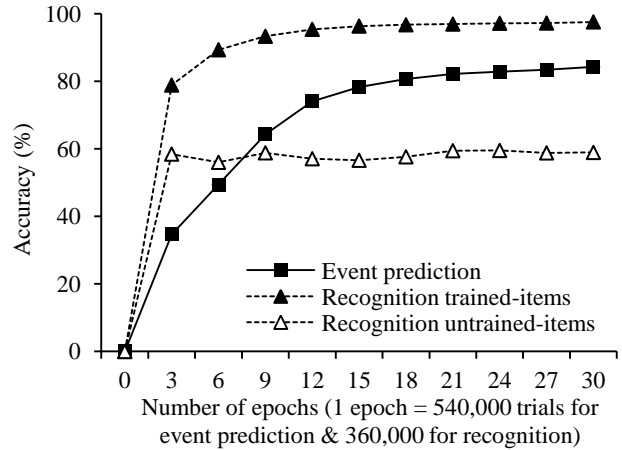 100
80
60
40
20
0
Accuracy (%)
Event prediction
Recognition trained-items
Recognition untrained-items
0 3 6 9 12 15 18 21 24 27 30
Number of epochs (1 epoch = 540,000 trials for
event prediction & 360,000 for recognition)